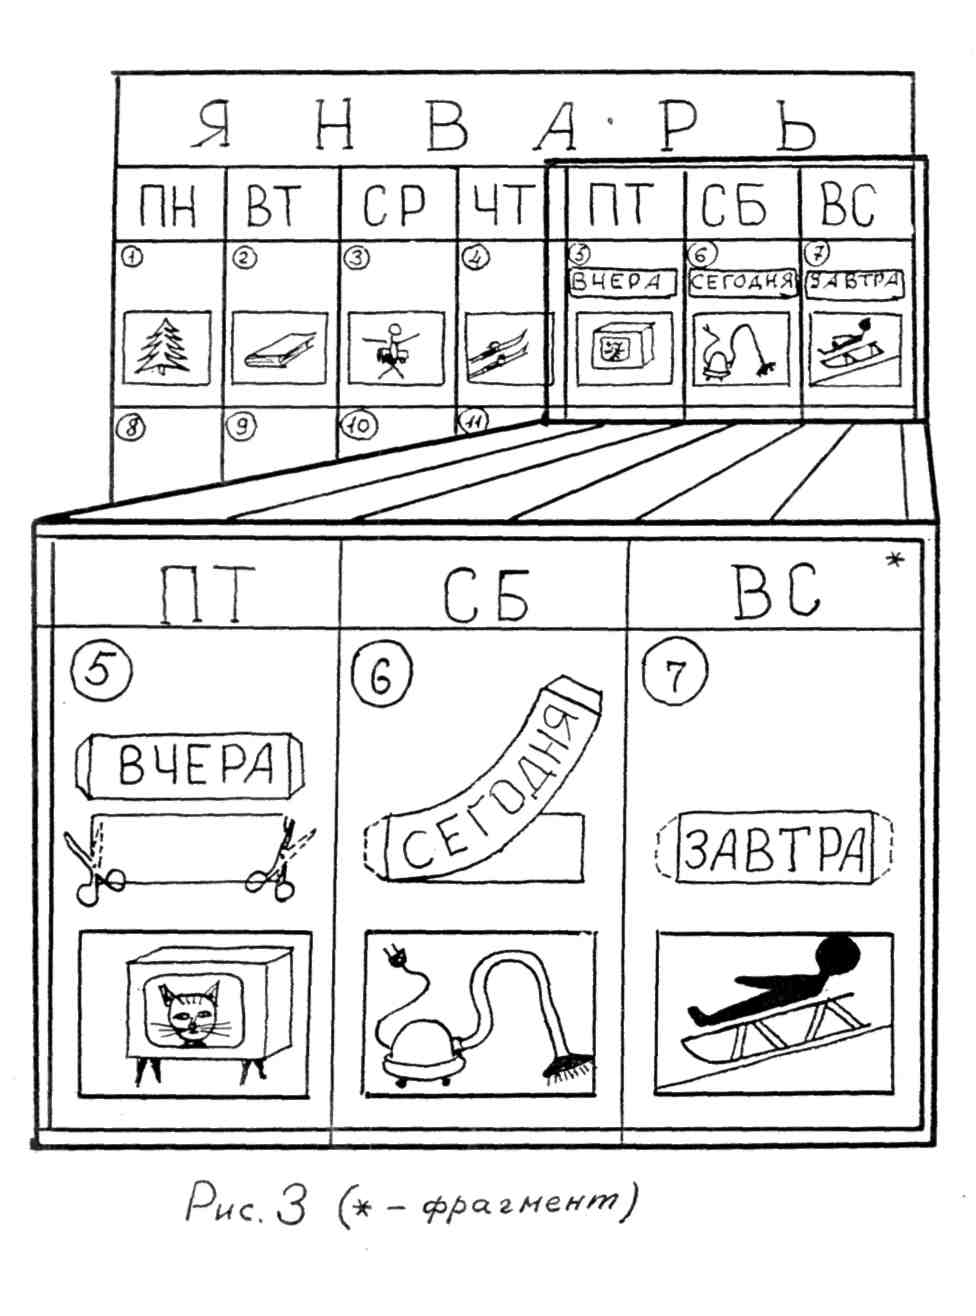 ЯНВАРЬ
ПН ВТ СР ЧТ ПТ СБ ВС
1 2 3 4 5 6 7
ВЧЕРА СЕГОДНЯ ЗАВТРА
8 9 10 11
ПТ СБ ВС *
5 6 7
ВЧЕРА СЕГОДНЯ ЗАВТРА
Рис. 3 (* - фрагмент)